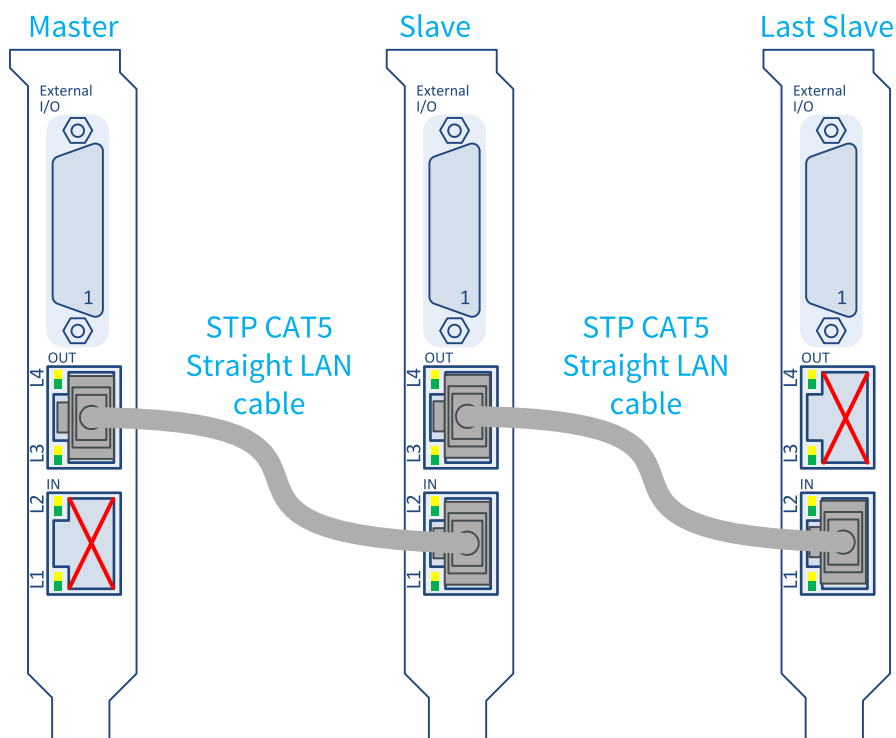 Master
Slave
Last Slave
External
I/O
External
I/O
External
I/O
1
1
1
STP CAT5
Straight LAN
cable
STP CAT5
Straight LAN
cable
OUT
L4
L3
IN
L2
L1
OUT
L4
L3
IN
L2
L1
OUT
L4
L3
IN
L2
L1